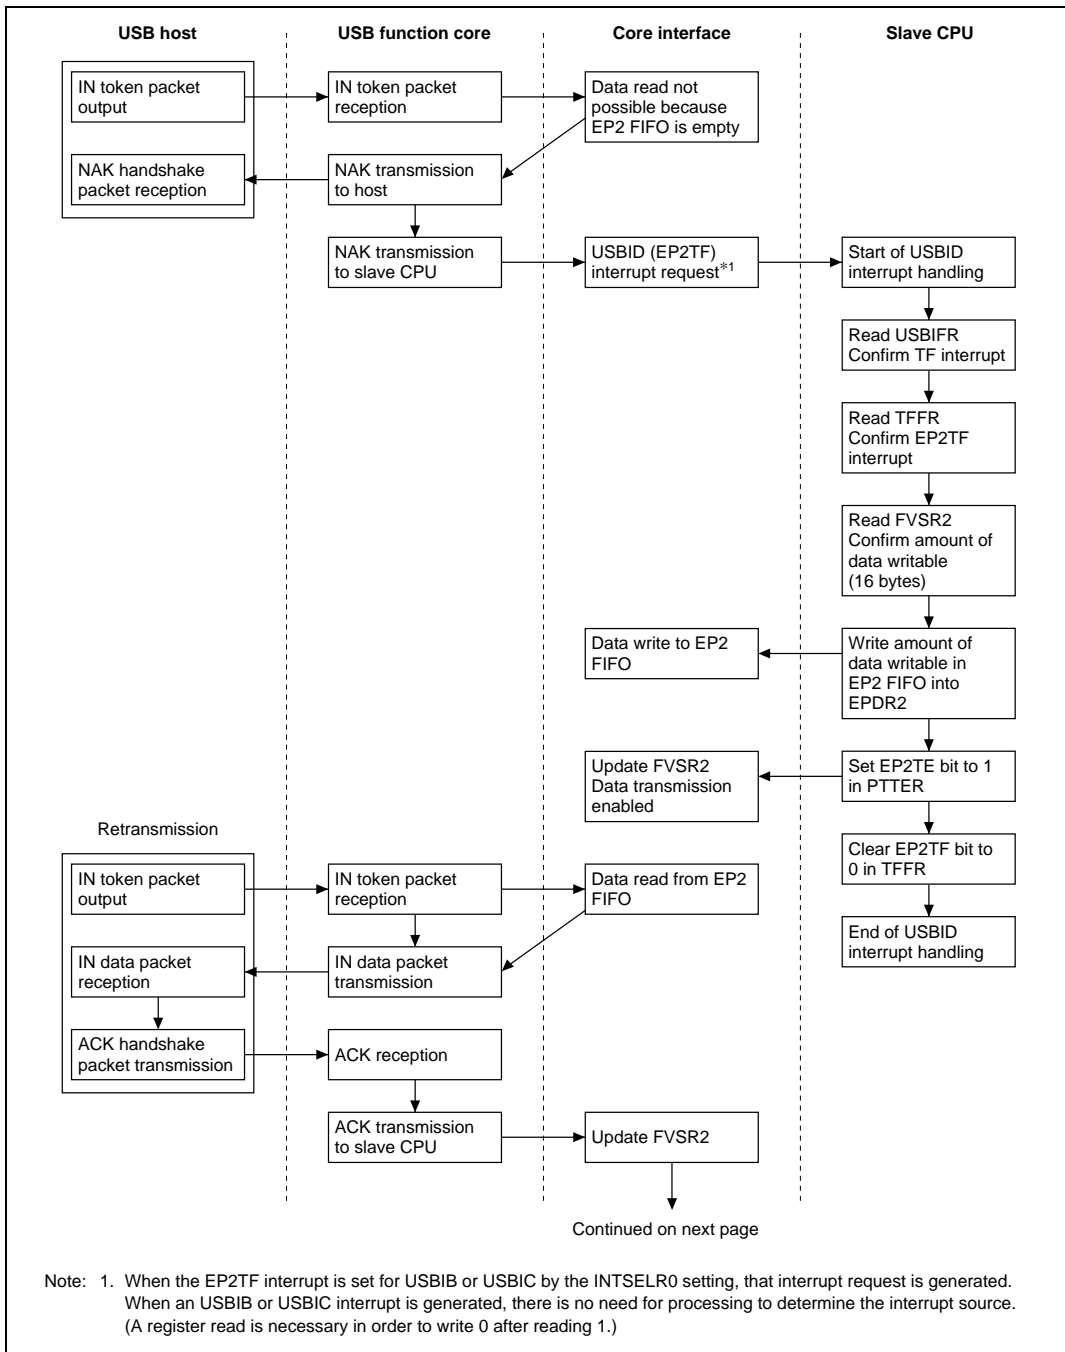 USB host
USB function core
Core interface
Slave CPU
IN token packet
output
IN token packet
reception
Data read not
possible because
EP2 FIFO is empty
NAK handshake
packet reception
NAK transmission
to host
NAK transmission
to slave CPU
USBID (EP2TF)
interrupt request*1
Start of USBID
interrupt handling
Read USBIFR
Confirm TF interrupt
Read TFFR
Confirm EP2TF
interrupt
Read FVSR2
Confirm amount of
data writable
(16 bytes)
Data write to EP2
FIFO
Write amount of
data writable in
EP2 FIFO into
EPDR2
Update FVSR2
Data transmission
enabled
Set EP2TE bit to 1
in PTTER
Retransmission
Clear EP2TF bit to
0 in TFFR
IN token packet
output
IN token packet
reception
Data read from EP2
FIFO
End of USBID
interrupt handling
IN data packet
reception
IN data packet
transmission
ACK handshake
packet transmission
ACK reception
ACK transmission
to slave CPU
Update FVSR2
Continued on next page
Note: 1. When the EP2TF interrupt is set for USBIB or USBIC by the INTSELR0 setting, that interrupt request is generated.
When an USBIB or USBIC interrupt is generated, there is no need for processing to determine the interrupt source.
(A register read is necessary in order to write 0 after reading 1.)